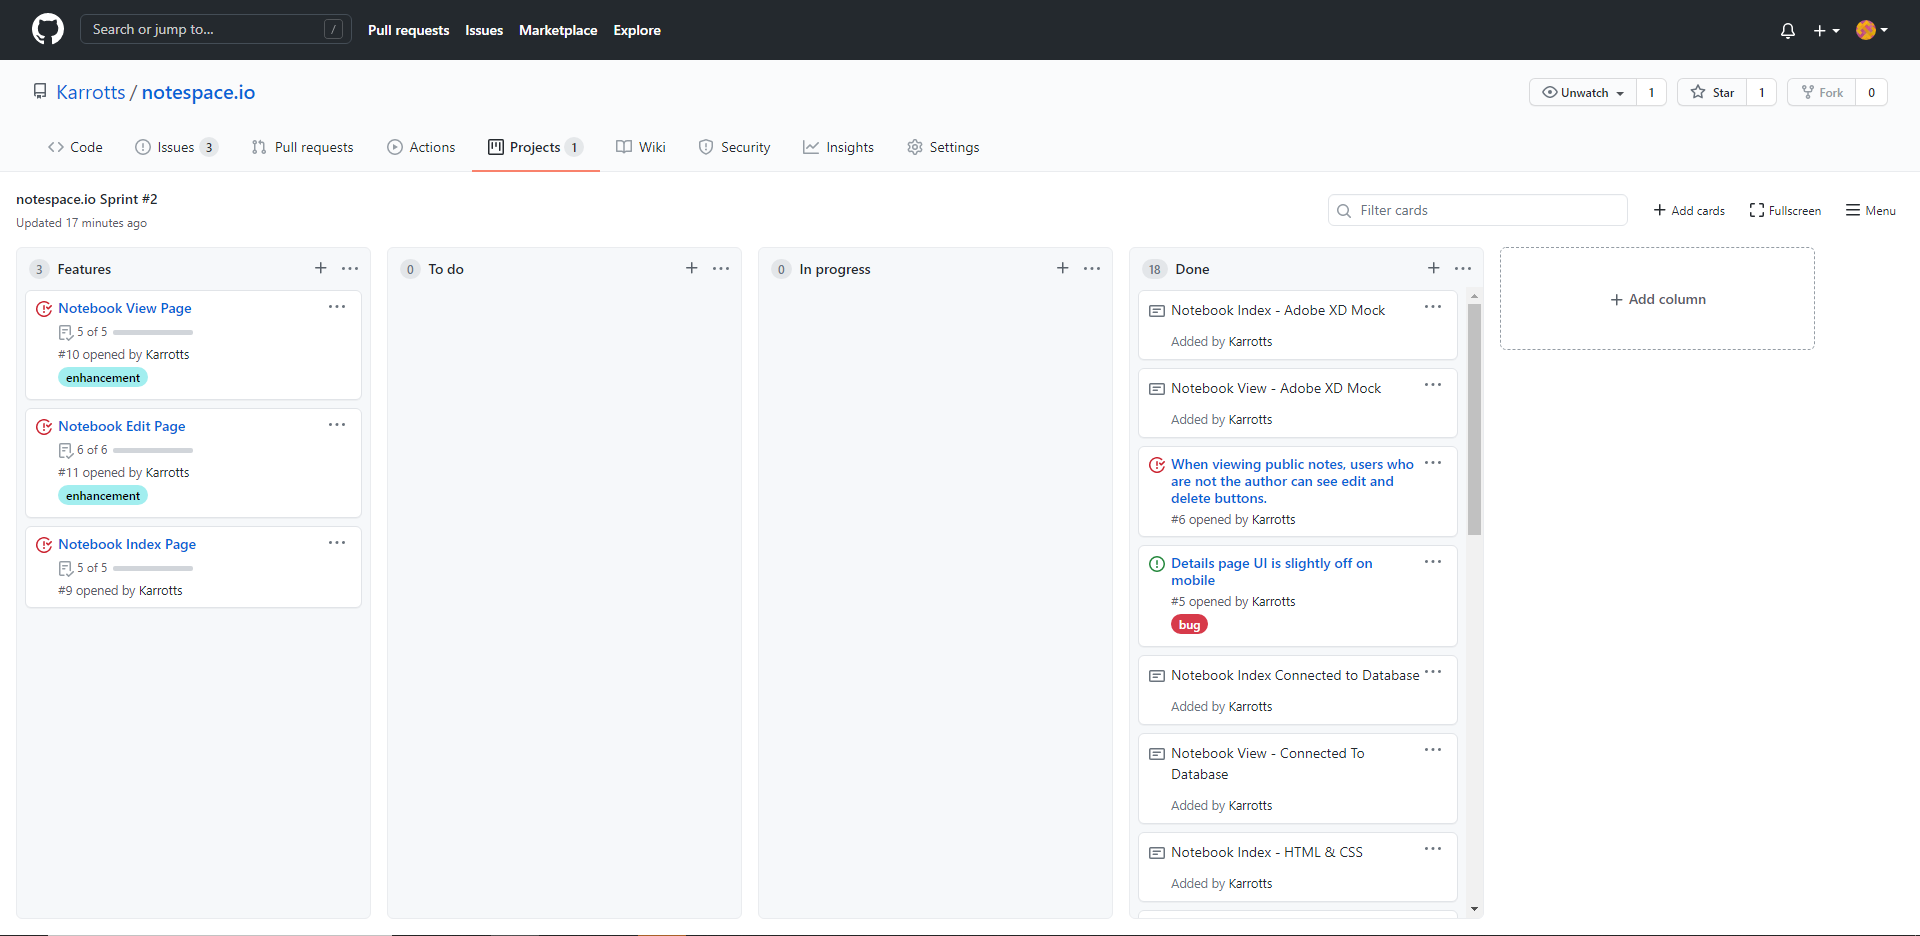 Search or jump to...
/
Pull requests
Issues
Marketplace
Explore
Karrotts / notespace.io
Unwatch
1
Star
1
Fork
0
Code
Issues 3
Pull requests
Actions
Projects 1
Wiki
Security
Insights
Settings
notespace.io Sprint #2
Updated 17 minutes ago
Filter cards
Add cards
Fullscreen
Menu
3 Features
Notebook View Page
5 of 5
#10 opened by Karrotts
enhancement
Notebook Edit Page
6 of 6
#11 opened by Karrotts
enhancement
Notebook Index Page
5 of 5
#9 opened by Karrotts
0 To do
0 In progress
18 Done
Notebook Index - Adobe XD Mock
Added by Karrotts
Notebook View - Adobe XD Mock
Added by Karrotts
When viewing public notes, users who
are not the author can see edit and
delete buttons.
#6 opened by Karrotts
Details page UI is slightly off on
mobile
#5 opened by Karrotts
bug
Notebook Index Connected to Database
Added by Karrotts
Notebook View - Connected To
Database
Added by Karrotts
Notebook Index - HTML & CSS
Added by Karrotts
Add column